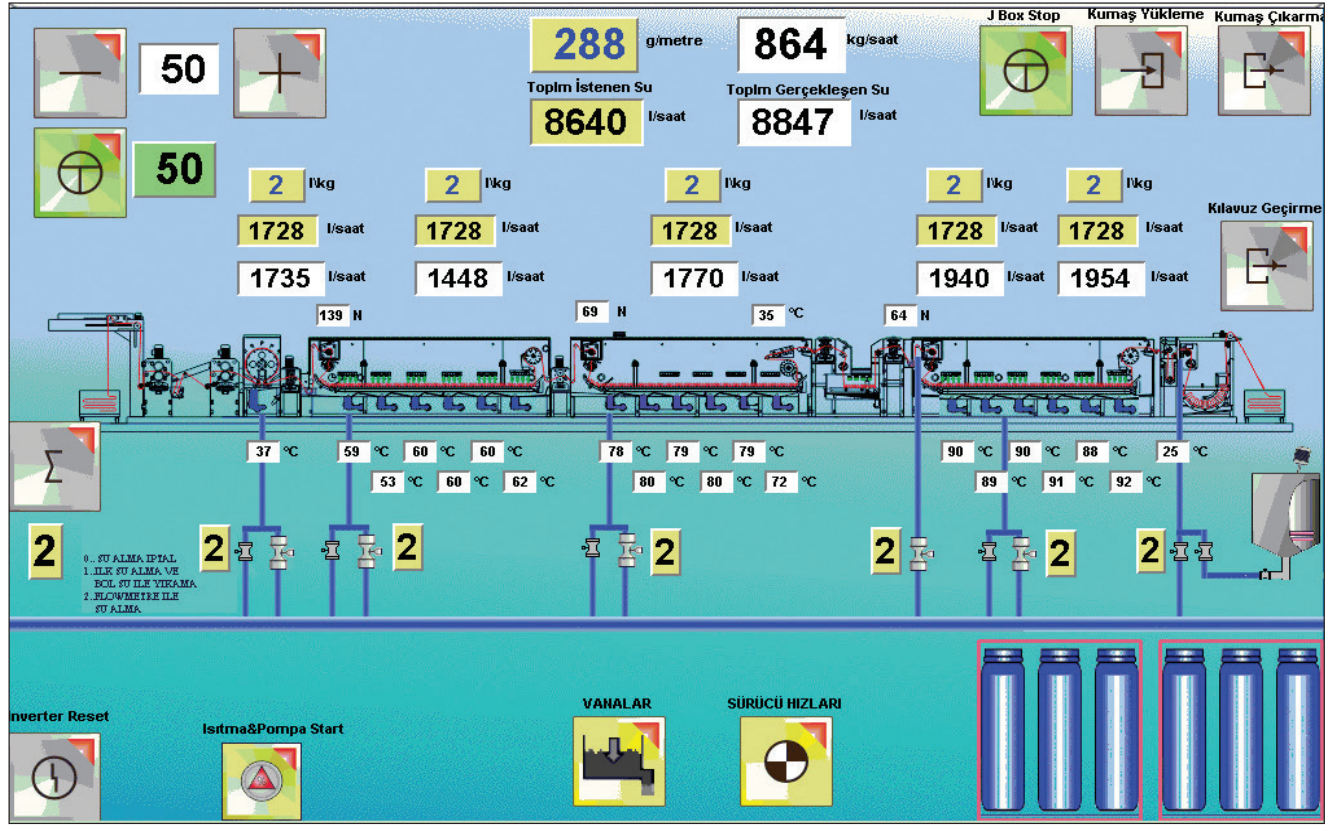 J Box Stop
Kumaş Yükleme
Kumaş Çıkarma
50
288 g/metre
864 kg/saat
Toplm İstenen Su
Toplm Gerçekleşen Su
8640 l/saat
8847 l/saat
50
2 l\kg
2 l\kg
2 l\kg
2 l\kg
2 l\kg
1728 l/saat
1728 l/saat
1728 l/saat
1728 l/saat
1728 l/saat
Kılavuz Geçirme
1735 l/saat
1448 l/saat
1770 l/saat
1940 l/saat
1954 l/saat
139 N
69 N
35 °C
64 N
37 °C
59 °C
60 °C
60 °C
78 °C
79 °C
79 °C
90 °C
90 °C
88 °C
25 °C
53 °C
60 °C
62 °C
80 °C
80 °C
72 °C
89 °C
91 °C
92 °C
Σ
2
2
2
2
2
2
2
0.. SU ALMA IPTAL
1..ILK SU ALMA VE
BOL SU ILE YIKAMA
2..FLOWMETRE ILE
SU ALMA
Inverter Reset
Isıtma&Pompa Start
VANALAR
SÜRÜCÜ HIZLARI